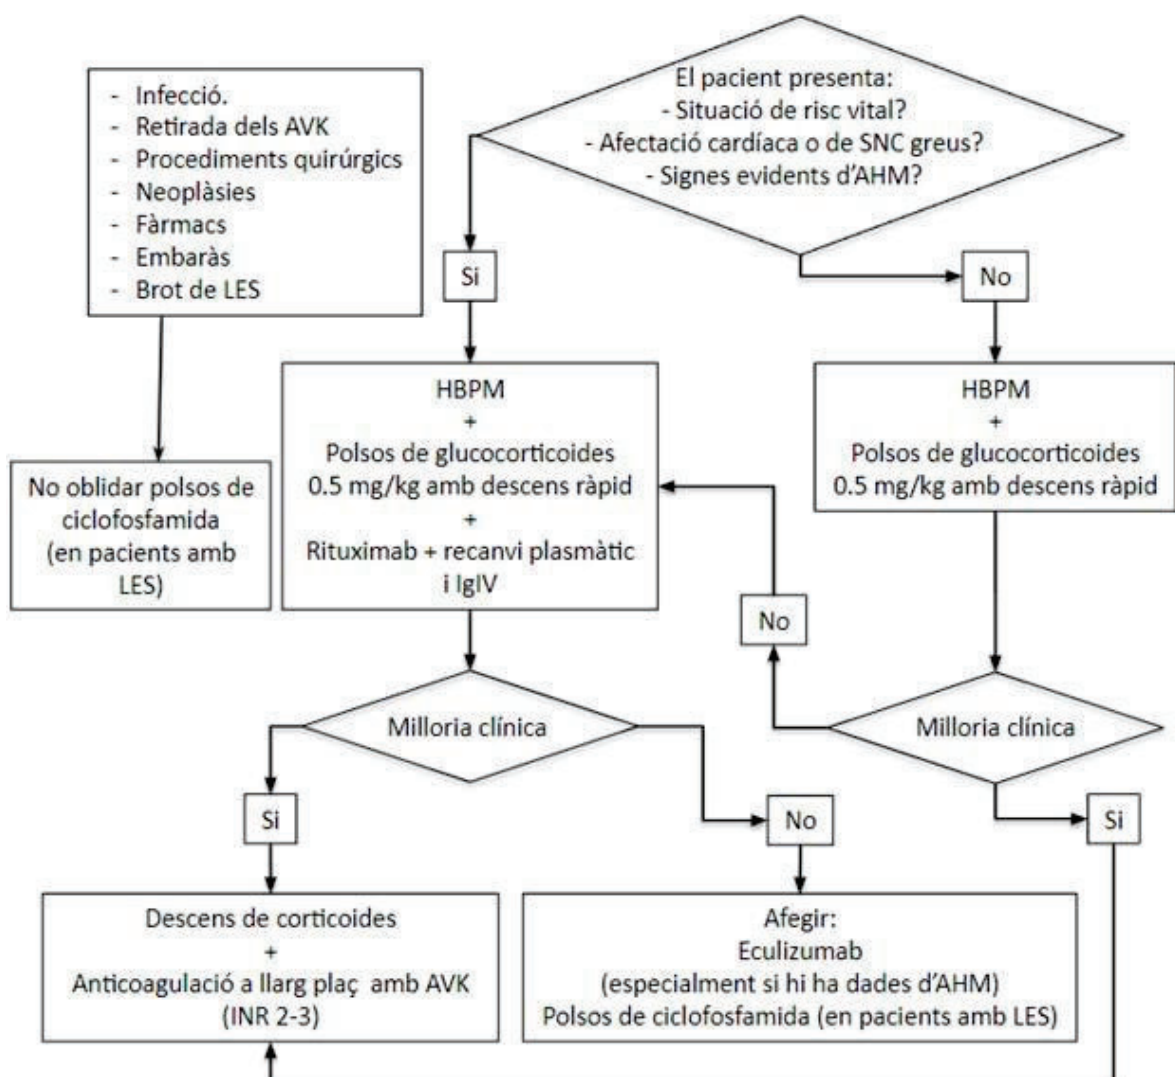 - Infecció.
- Retirada dels AVK
- Procediments quirúrgics
- Neoplàsies
- Fàrmacs
- Embaràs
- Brot de LES
No oblidar polsos de
ciclofosfamida
(en pacients amb
LES)
El pacient presenta:
- Situació de risc vital?
- Afectació cardíaca o de SNC greus?
- Signes evidents d'AHM?
Si
No
HBPM
+
Polsos de glucocorticoides
0.5 mg/kg amb descens ràpid
+
Rituximab + recanvi plasmàtic
i IgIV
HBPM
+
Polsos de glucocorticoides
0.5 mg/kg amb descens ràpid
No
Milloria clínica
Milloria clínica
Si
No
Si
Descens de corticoides
+
Anticoagulació a llarg plaç amb AVK
(INR 2-3)
Afegir:
Eculizumab
(especialment si hi ha dades d'AHM)
Polsos de ciclofosfamida (en pacients amb LES)